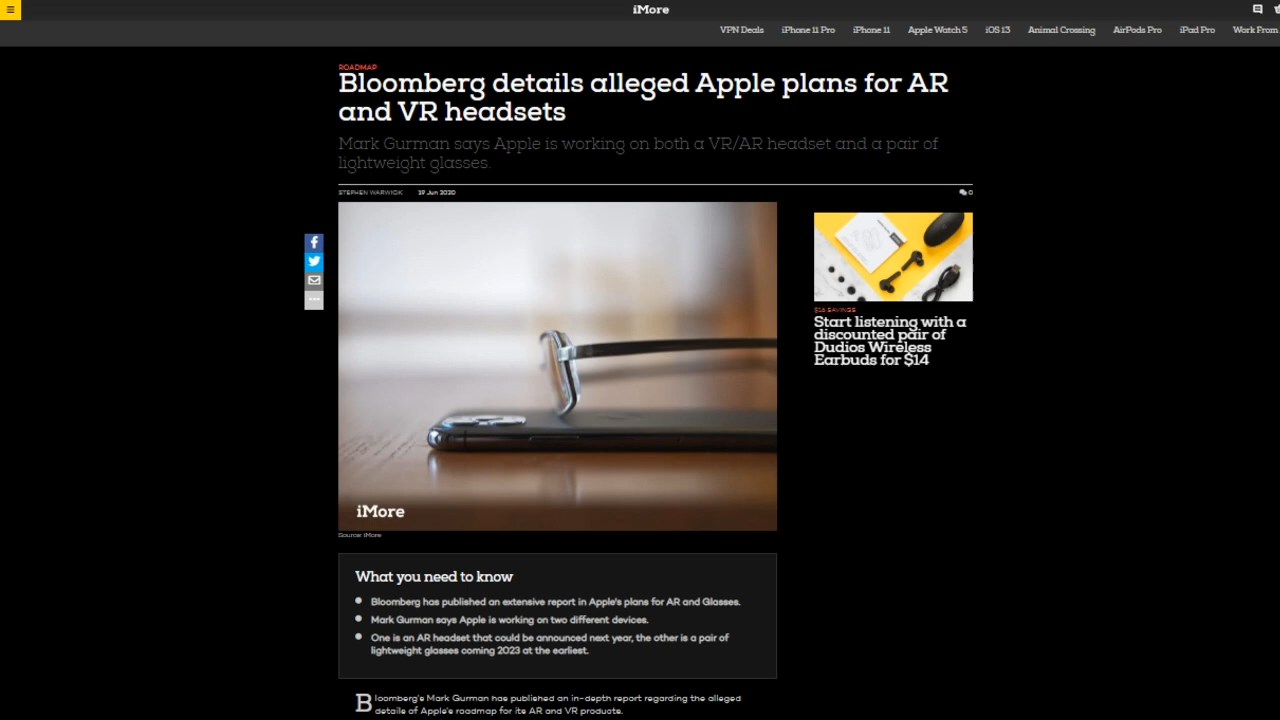 iMore
VPN Deals iPhone 11 Pro iPhone 11 Apple Watch 5 iOS 13 Animal Crossing AirPods Pro iPad Pro Work From
ROADMAP
Bloomberg details alleged Apple plans for AR
and VR headsets
Mark Gurman says Apple is working on both a VR/AR headset and a pair of
lightweight glasses.
STEPHEN WARWICK 19 Jun 2020 0
iMore
Source: iMore
$16 SAVINGS
Start listening with a
discounted pair of
Dudios Wireless
Earbuds for $14
What you need to know
Bloomberg has published an extensive report in Apple's plans for AR and Glasses.
Mark Gurman says Apple is working on two different devices.
One is an AR headset that could be announced next year, the other is a pair of
lightweight glasses coming 2023 at the earliest.
Bloomberg's Mark Gurman has published an in-depth report regarding the alleged
details of Apple's roadmap for its AR and VR products.